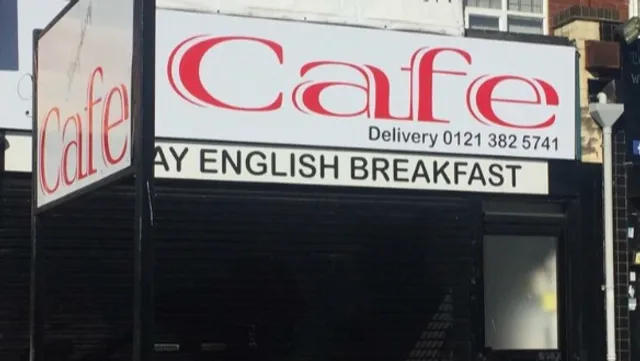 Cafe
Cafe
Delivery 0121 382 5741
AY ENGLISH BREAKFAST